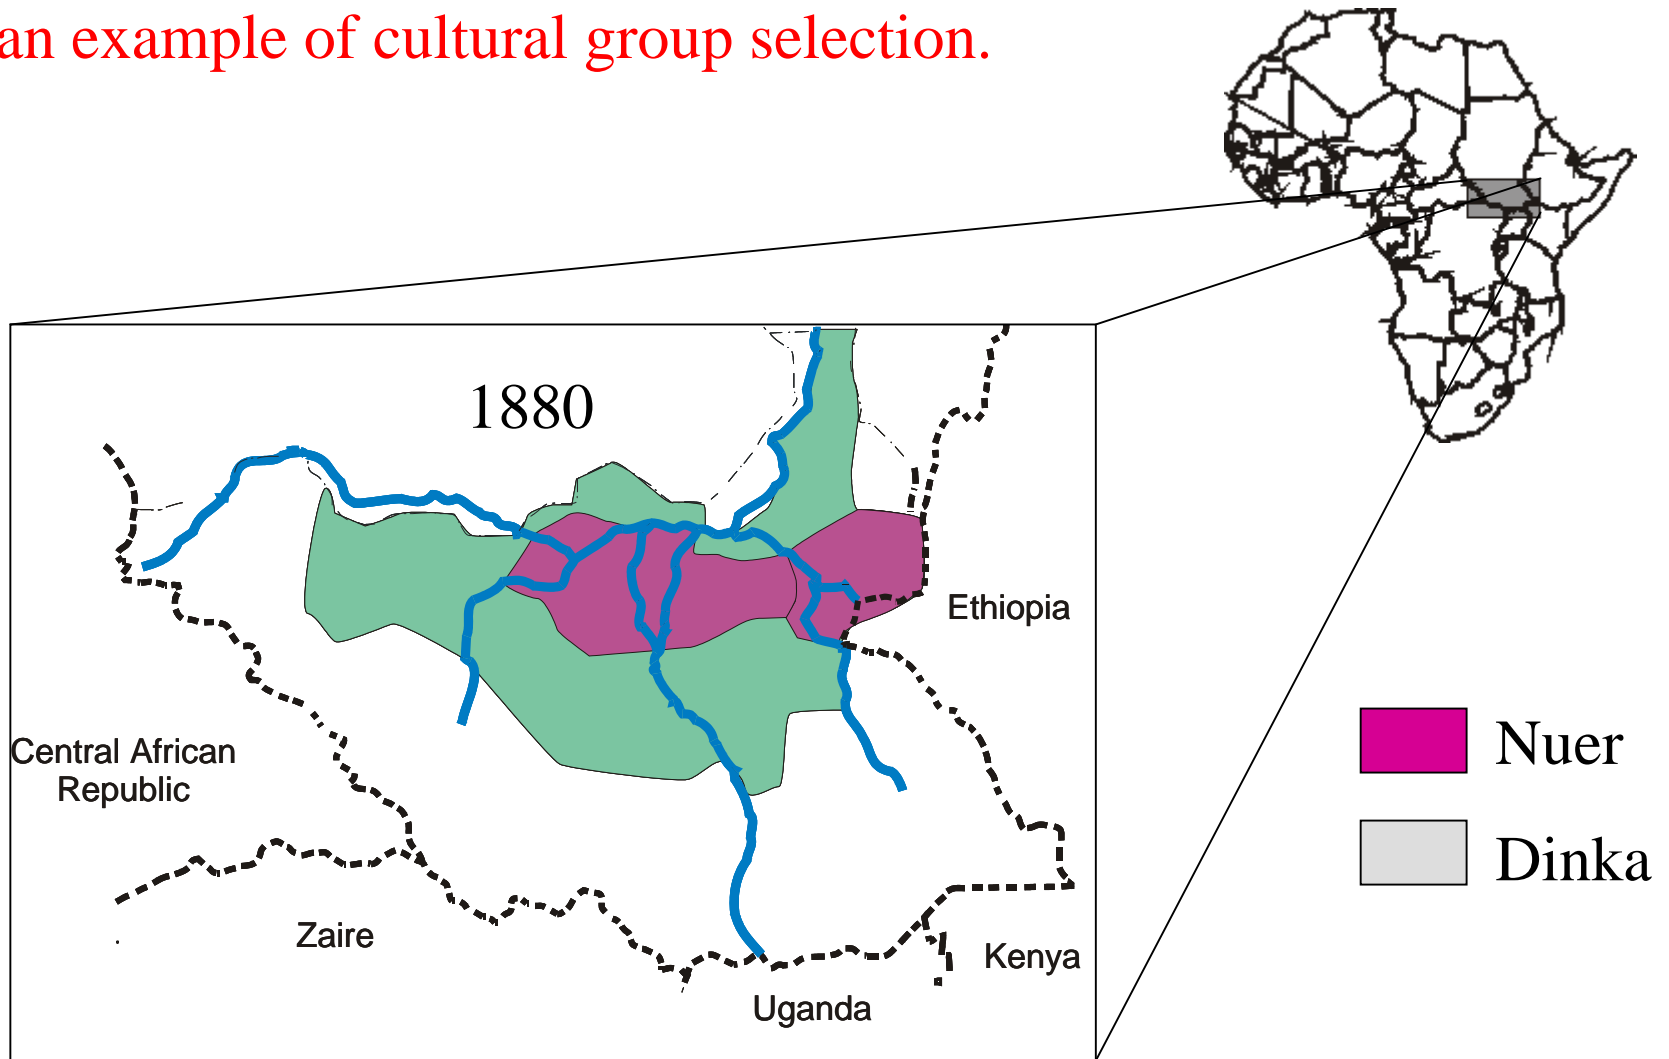 an example of cultural group selection.
1880
Ethiopia
Nuer
Central African
Republic
Dinka
Zaire
Kenya
Uganda